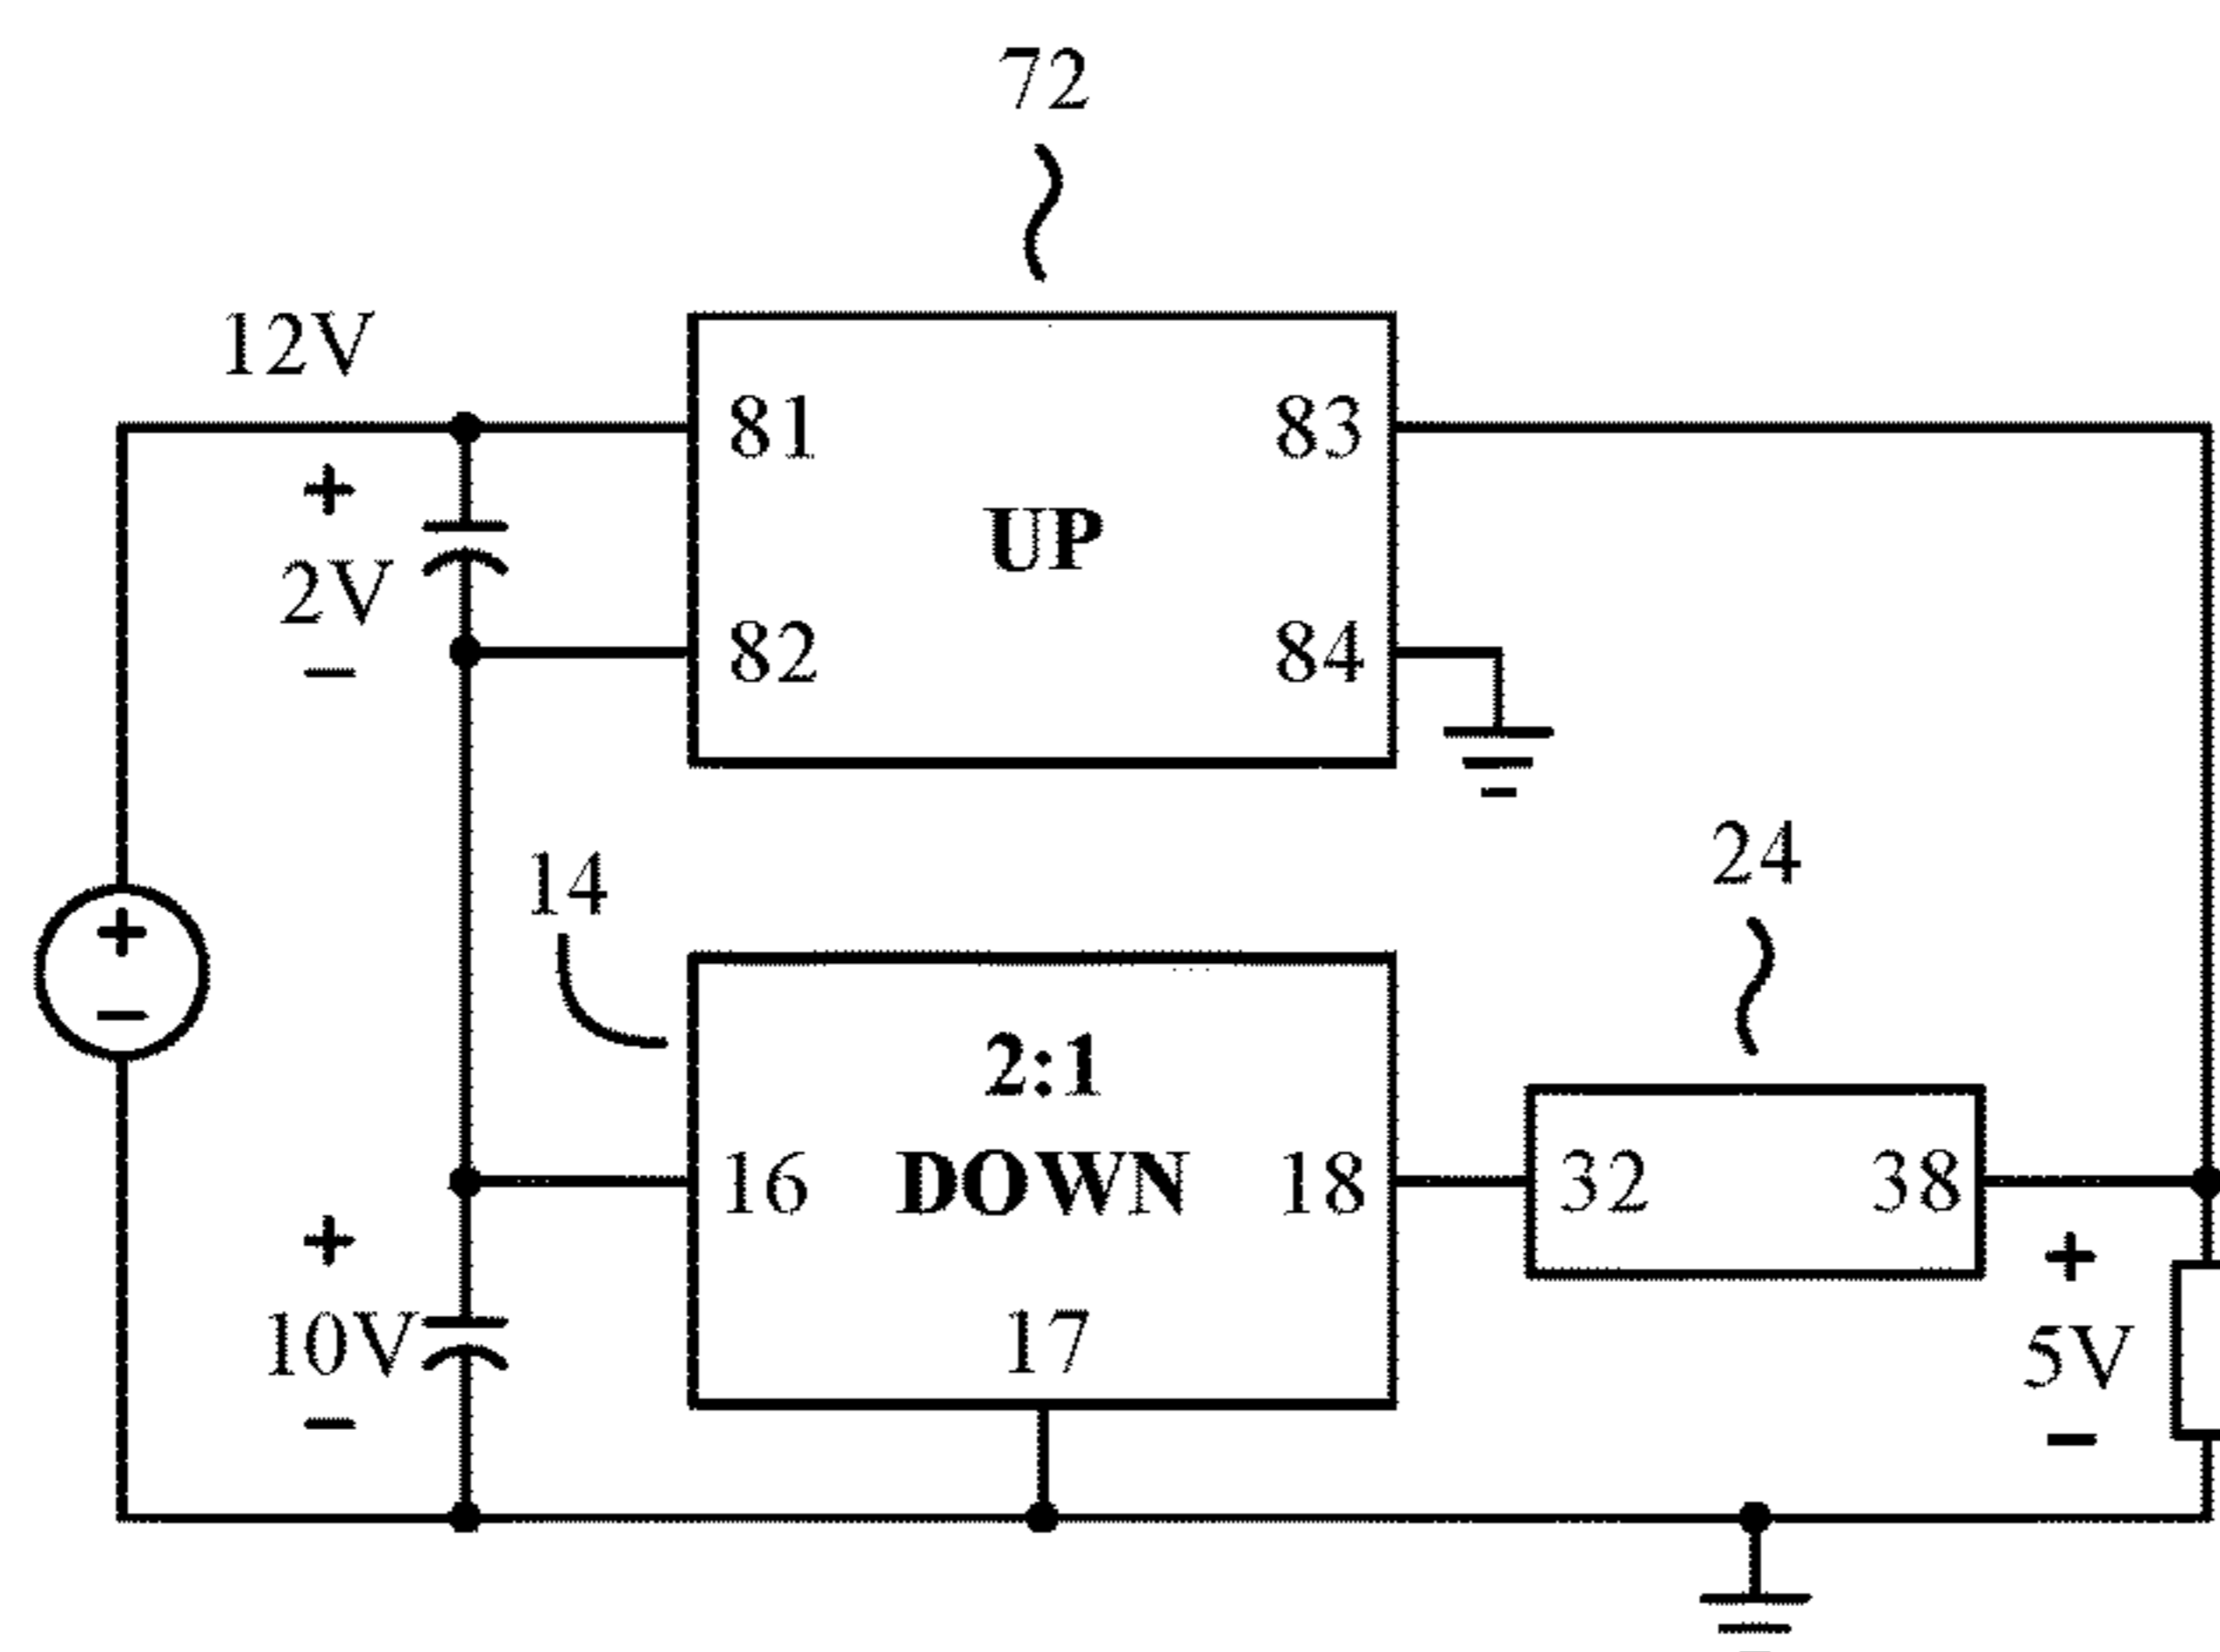 72
12V
81 83
+
UP
2V
82 84
−
24
14
+
−
2:1
16 DOWN 18 32 38
+ +
17
10V 5V
− −